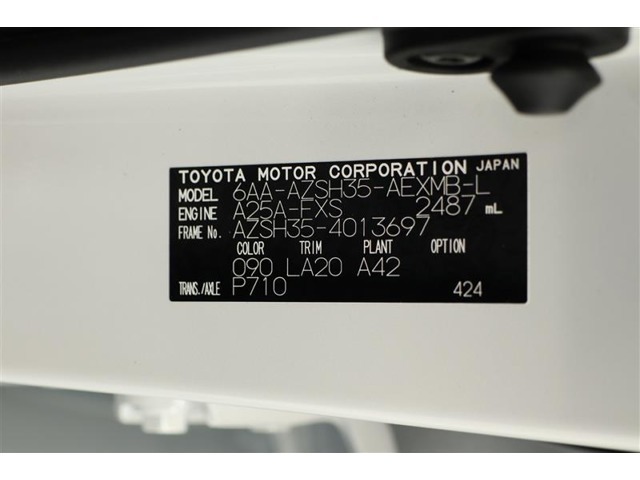 TOYOTA MOTOR CORPORATION JAPAN
MODEL 6AA-AZSH35-AEXMB-L
ENGINE A25A-FXS 2487 mL
FRAME No. AZSH35-4013697
COLOR TRIM PLANT OPTION
090 LA20 A42
TRANS./AXLE P710 424